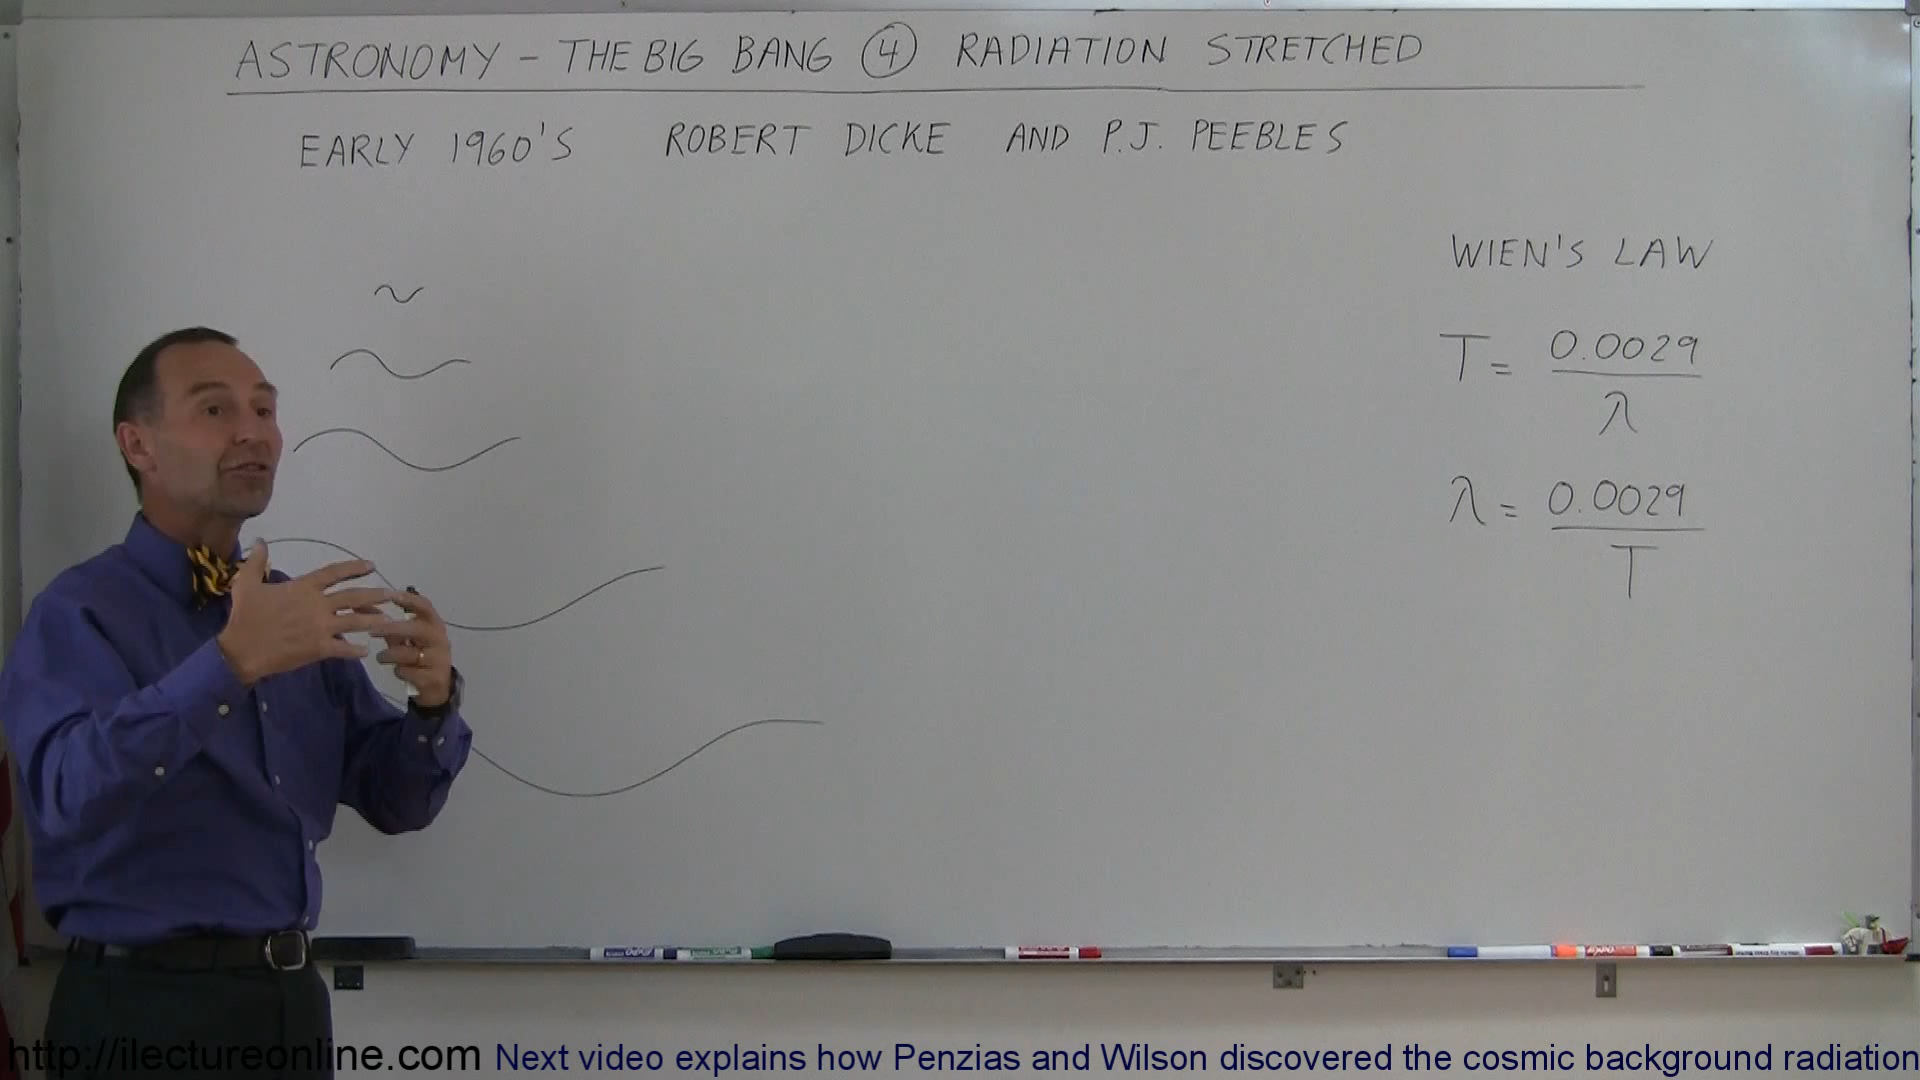 ASTRONOMY - THE BIG BANG ④ RADIATION STRETCHED
EARLY 1960'S ROBERT DICKE AND P.J. PEEBLES
WIEN'S LAW
T = 0.0029
λ
λ = 0.0029
T
http://ilectureonline.com Next video explains how Penzias and Wilson discovered the cosmic background radiation